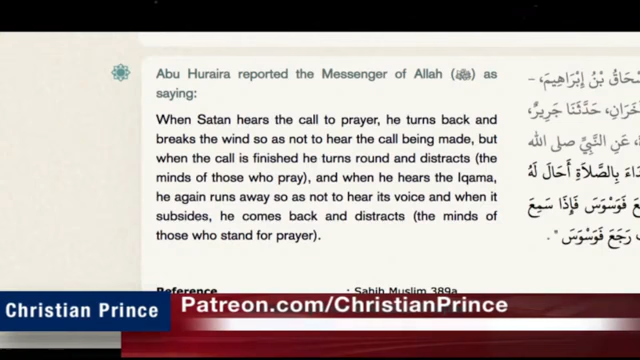 Abu Huraira reported the Messenger of Allah (ﷺ) as
saying:
When Satan hears the call to prayer, he turns back and
breaks the wind so as not to hear the call being made, but
when the call is finished he turns round and distracts (the
minds of those who pray), and when he hears the Iqama,
he again runs away so as not to hear its voice and when it
subsides, he comes back and distracts (the minds of
those who stand for prayer).
حَاقُ بْنُ إِبْرَاهِيمَ، -
خَرَانِ، حَدَّثَنَا جَرِيرٌ،
، عَنِ النَّبِيِّ صلى الله
دَاءَ بِالصَّلاَةِ أَحَالَ لَهُ
عَ فَوَسْوَسَ فَإِذَا سَمِعَ
رَجَعَ فَوَسْوَسَ " .
Reference : Sahih Muslim 389a
Christian Prince
Patreon.com/ChristianPrince